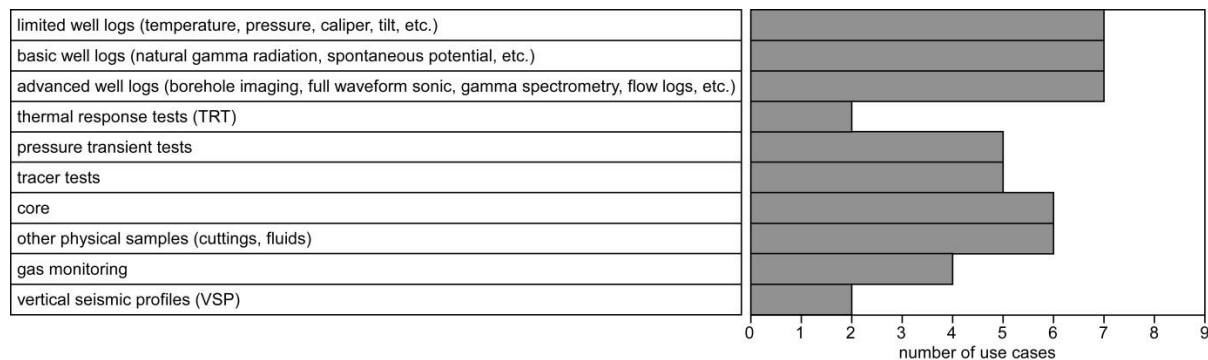 limited well logs (temperature, pressure, caliper, tilt, etc.)
basic well logs (natural gamma radiation, spontaneous potential, etc.)
advanced well logs (borehole imaging, full waveform sonic, gamma spectrometry, flow logs, etc.)
thermal response tests (TRT)
pressure transient tests
tracer tests
core
other physical samples (cuttings, fluids)
gas monitoring
vertical seismic profiles (VSP)
0 1 2 3 4 5 6 7 8 9
number of use cases